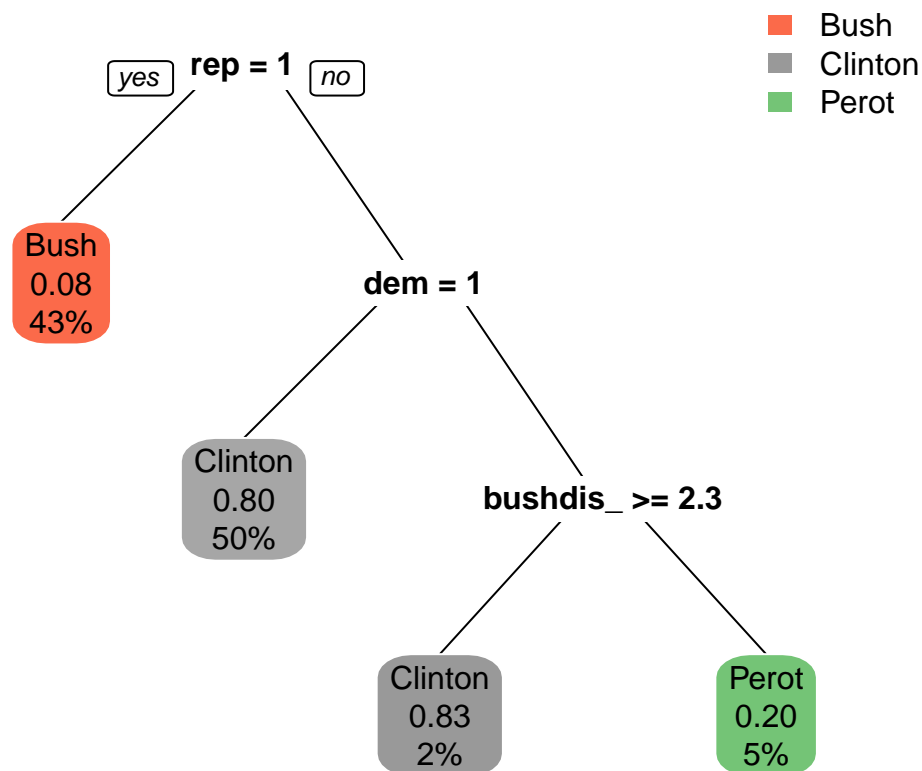 Bush
Clinton
Perot
yes rep = 1 no
Bush
0.08
43%
dem = 1
Clinton
0.80
50%
bushdis_ >= 2.3
Clinton
0.83
2%
Perot
0.20
5%